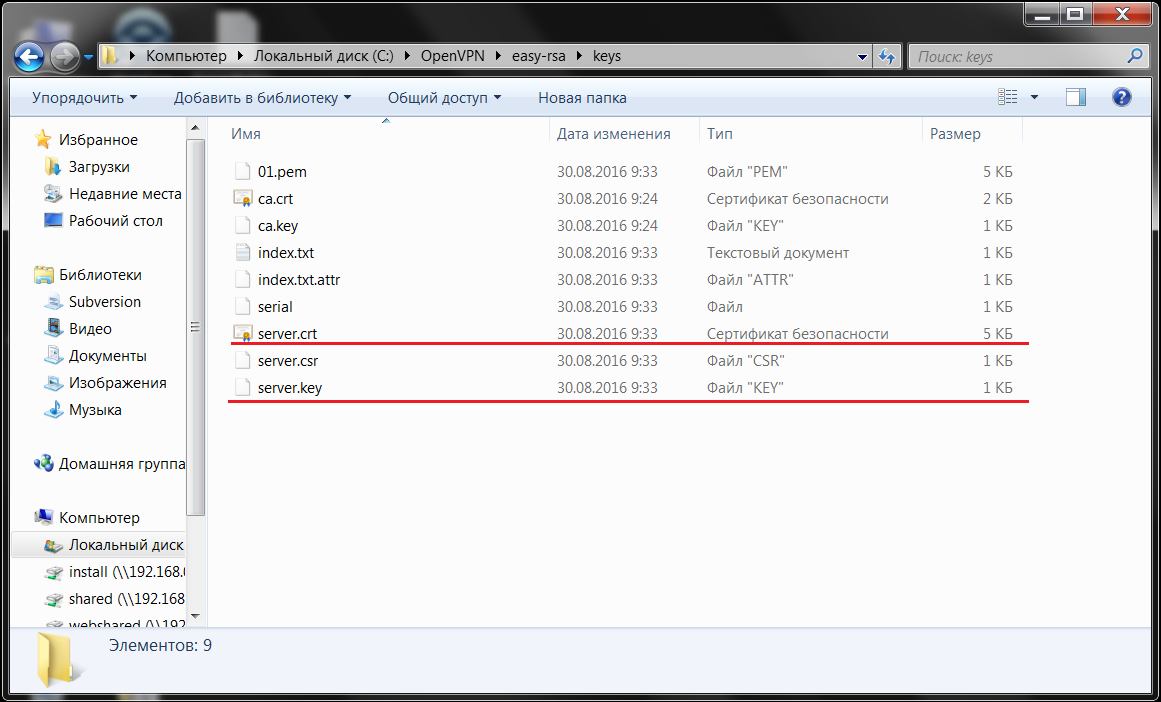 Компьютер Локальный диск (C:) OpenVPN easy-rsa keys Поиск: keys
Упорядочить Добавить в библиотеку Общий доступ Новая папка
Избранное
Загрузки
Недавние места
Рабочий стол
Библиотеки
Subversion
Видео
Документы
Изображения
Музыка
Домашняя группа
Компьютер
Локальный диск
install (\\192.168.
shared (\\192.168
webshared (\\192
Имя Дата изменения Тип Размер
01.pem 30.08.2016 9:33 Файл "PEM" 5 КБ
ca.crt 30.08.2016 9:24 Сертификат безопасности 2 КБ
ca.key 30.08.2016 9:24 Файл "KEY" 1 КБ
index.txt 30.08.2016 9:33 Текстовый документ 1 КБ
index.txt.attr 30.08.2016 9:33 Файл "ATTR" 1 КБ
serial 30.08.2016 9:33 Файл 1 КБ
server.crt 30.08.2016 9:33 Сертификат безопасности 5 КБ
server.csr 30.08.2016 9:33 Файл "CSR" 1 КБ
server.key 30.08.2016 9:33 Файл "KEY" 1 КБ
Элементов: 9